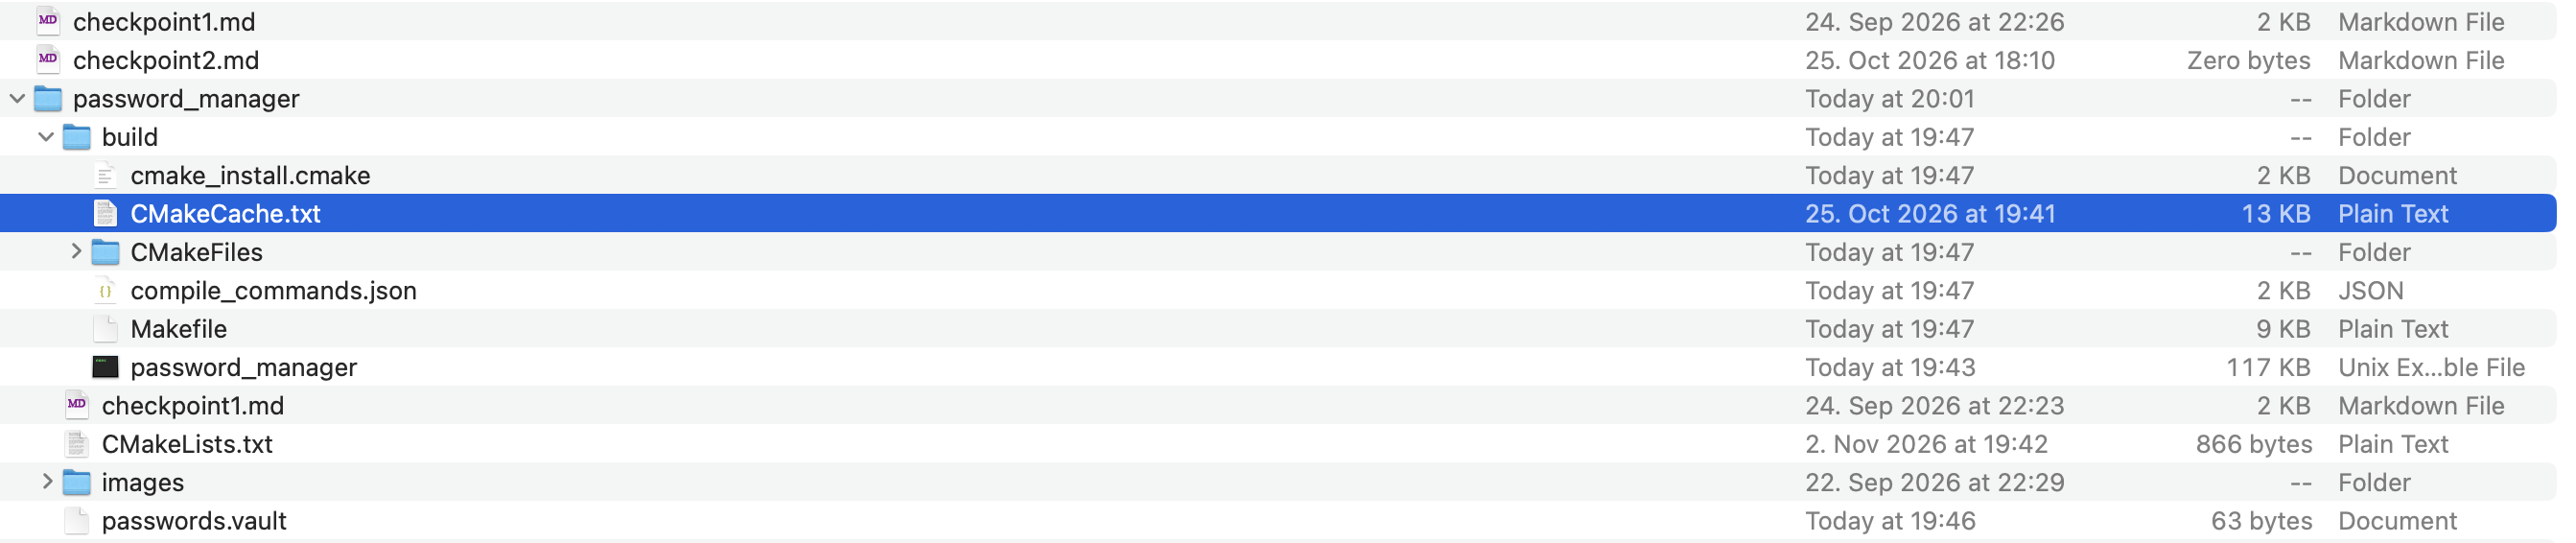 MD checkpoint1.md 24. Sep 2026 at 22:26 2 KB Markdown File
MD checkpoint2.md 25. Oct 2026 at 18:10 Zero bytes Markdown File
password_manager Today at 20:01 -- Folder
build Today at 19:47 -- Folder
cmake_install.cmake Today at 19:47 2 KB Document
CMakeCache.txt 25. Oct 2026 at 19:41 13 KB Plain Text
CMakeFiles Today at 19:47 -- Folder
{} compile_commands.json Today at 19:47 2 KB JSON
Makefile Today at 19:47 9 KB Plain Text
password_manager Today at 19:43 117 KB Unix Ex...ble File
MD checkpoint1.md 24. Sep 2026 at 22:23 2 KB Markdown File
CMakeLists.txt 2. Nov 2026 at 19:42 866 bytes Plain Text
images 22. Sep 2026 at 22:29 -- Folder
passwords.vault Today at 19:46 63 bytes Document